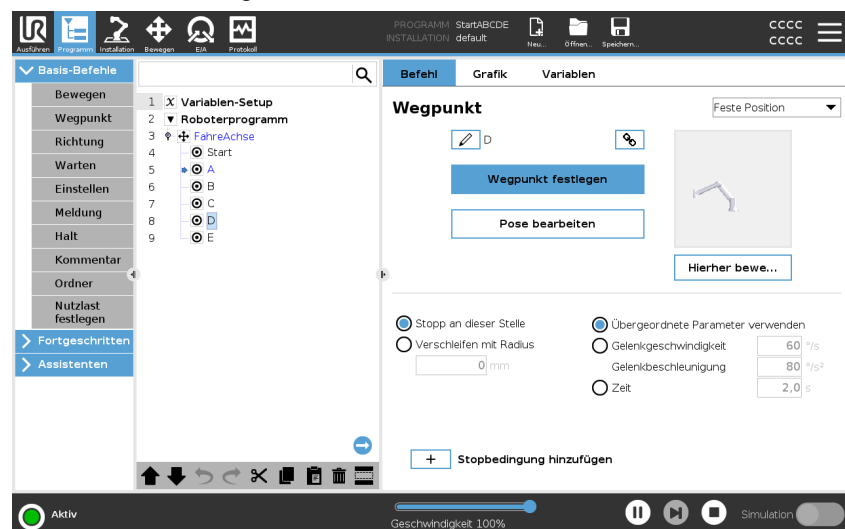 PROGRAMM StartABCDE
INSTALLATION default
Ausführen Programm Installation Bewegen E/A Protokoll
Neu... Öffnen... Speichern...
cccc
cccc
Basis-Befehle
Bewegen
Wegpunkt
Richtung
Warten
Einstellen
Meldung
Halt
Kommentar
Ordner
Nutzlast
festlegen
Fortgeschritten
Assistenten
1 X Variablen-Setup
2 Roboterprogramm
3 FahreAchse
4 Start
5 A
6 B
7 C
8 D
9 E
Befehl Grafik Variablen
Wegpunkt
Feste Position
D
Wegpunkt festlegen
Pose bearbeiten
Hierher bewe...
Stopp an dieser Stelle
Verschleifen mit Radius
0 mm
Übergeordnete Parameter verwenden
Gelenkgeschwindigkeit 60 °/s
Gelenkbeschleunigung 80 °/s²
Zeit 2,0 s
+ Stopbedingung hinzufügen
Aktiv
Geschwindigkeit 100%
Simulation